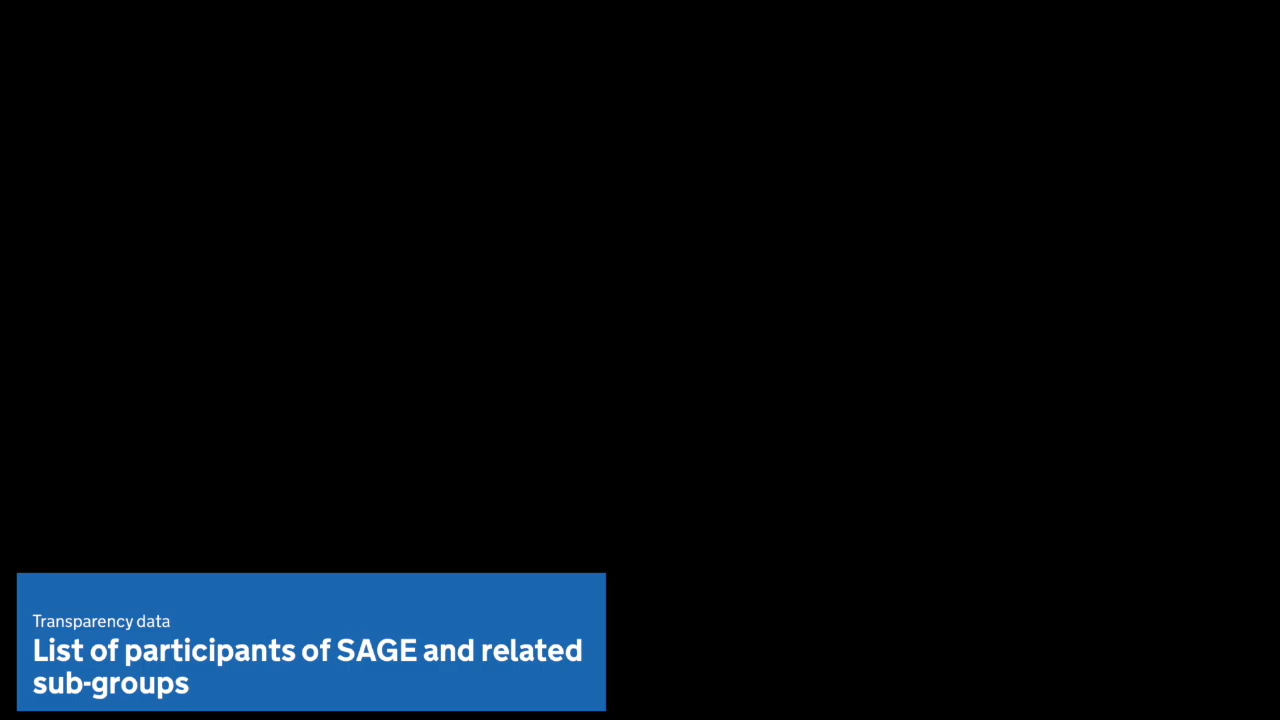 Transparency data
List of participants of SAGE and related
sub-groups